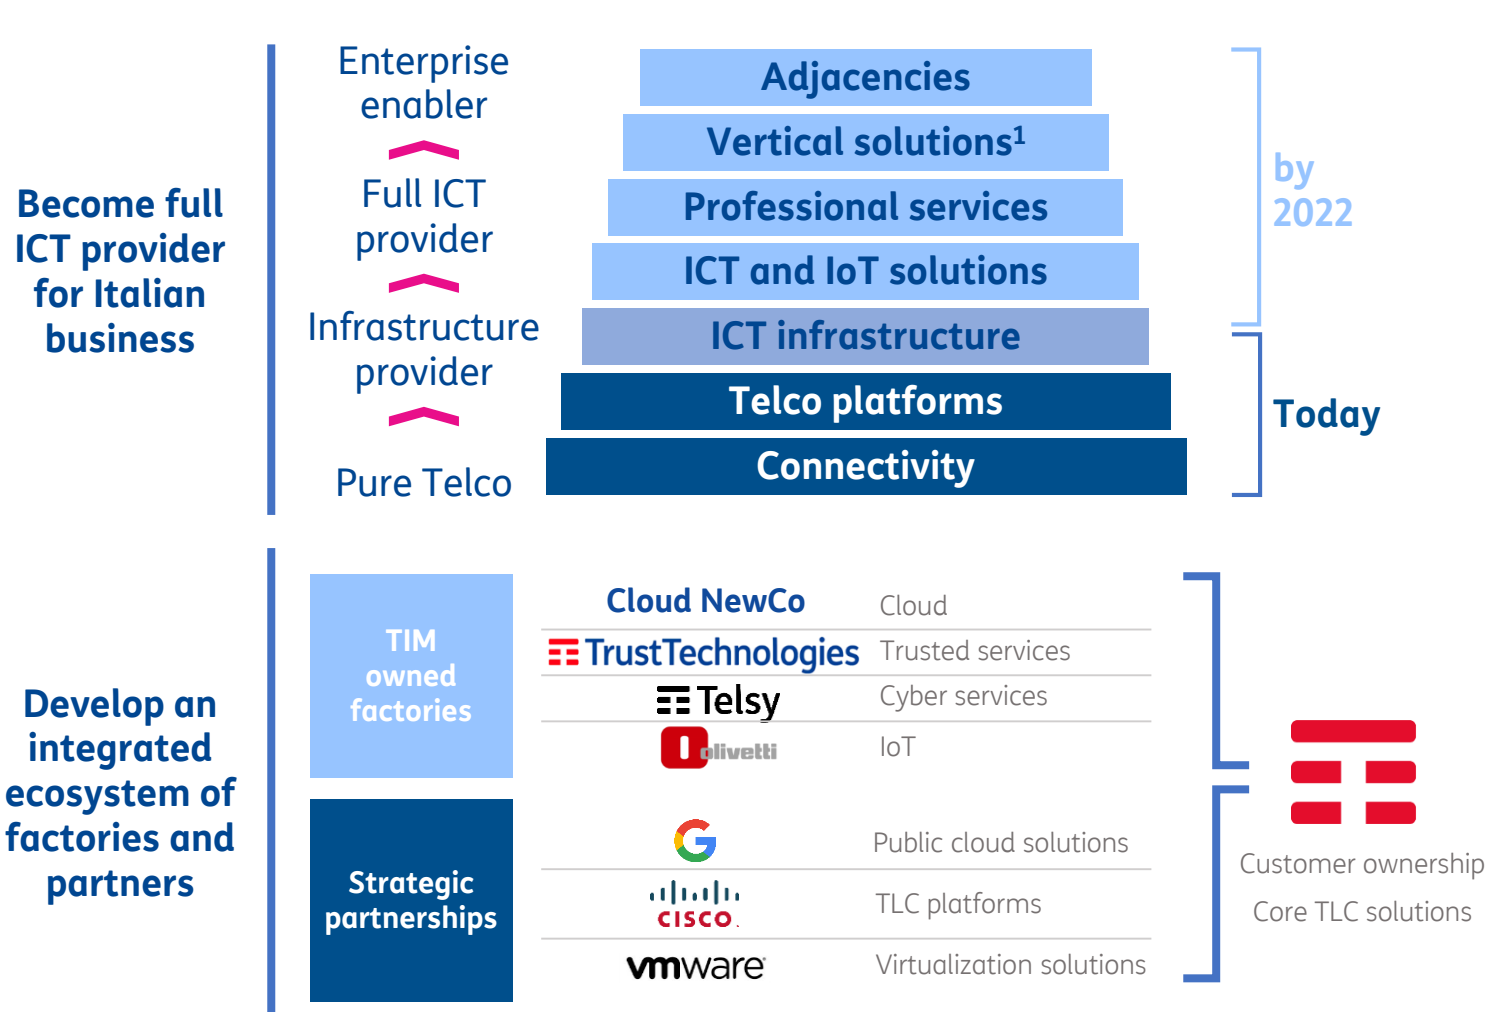 Become full
ICT provider
for Italian
business
Enterprise
enabler
Full ICT
provider
Infrastructure
provider
Pure Telco
Adjacencies
Vertical solutions¹
Professional services
ICT and IoT solutions
ICT infrastructure
Telco platforms
Connectivity
by
2022
Today
Develop an
integrated
ecosystem of
factories and
partners
TIM
owned
factories
Cloud NewCo Cloud
TrustTechnologies Trusted services
Telsy Cyber services
olivetti IoT
Strategic
partnerships
G Public cloud solutions
CISCO. TLC platforms
vmware Virtualization solutions
Customer ownership
Core TLC solutions